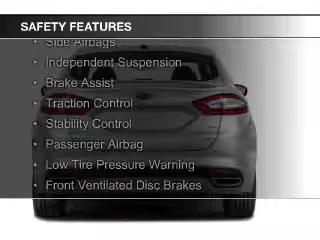 SAFETY FEATURES
• Side Airbags
• Independent Suspension
• Brake Assist
• Traction Control
• Stability Control
• Passenger Airbag
• Low Tire Pressure Warning
• Front Ventilated Disc Brakes